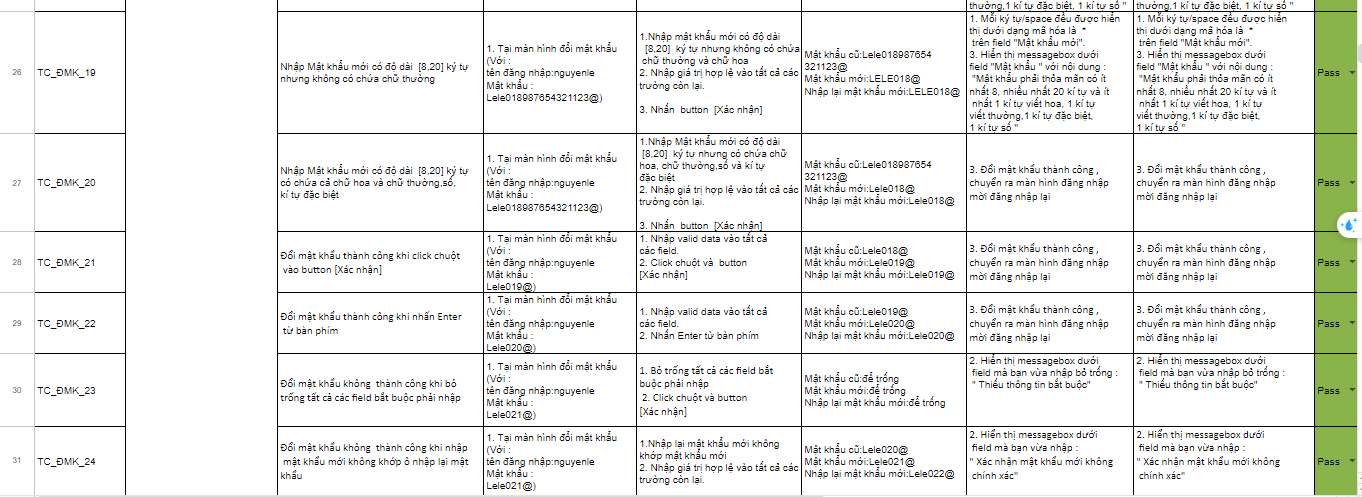 thường,1 kí tự đặc biệt, 1 kí tự số "
thường,1 kí tự đặc biệt, 1 kí tự số "
26
TC_ĐMK_19
Nhập Mật khẩu mới có độ dài [8,20] ký tự
nhưng không có chứa chữ thường
1. Tại màn hình đổi mật khẩu
(Với :
tên đăng nhập:nguyenle
Mật khẩu :
Lele018987654321123@)
1.Nhập mật khẩu mới có độ dài
[8,20] ký tự nhưng không có chứa
chữ thường và chữ hoa
2. Nhập giá trị hợp lệ vào tất cả các
trường còn lại.
3. Nhấn button [Xác nhận]
Mật khẩu cũ:Lele018987654
321123@
Mật khẩu mới:LELE018@
Nhập lại mật khẩu mới:LELE018@
1. Mỗi ký tự/space đều được hiển
thị dưới dạng mã hóa là *
trên field "Mật khẩu mới".
3. Hiển thị messagebox dưới
field "Mật khẩu " với nội dung :
"Mật khẩu phải thỏa mãn có ít
nhất 8, nhiều nhất 20 kí tự và ít
nhất 1 kí tự viết hoa, 1 kí tự
viết thường,1 kí tự đặc biệt,
1 kí tự số "
1. Mỗi ký tự/space đều được hiển
thị dưới dạng mã hóa là *
trên field "Mật khẩu mới".
3. Hiển thị messagebox dưới
field "Mật khẩu " với nội dung :
"Mật khẩu phải thỏa mãn có ít
nhất 8, nhiều nhất 20 kí tự và ít
nhất 1 kí tự viết hoa, 1 kí tự
viết thường,1 kí tự đặc biệt,
1 kí tự số "
Pass
27
TC_ĐMK_20
Nhập Mật khẩu mới có độ dài [8,20] ký tự
có chứa cả chữ hoa và chữ thường,số,
kí tự đặc biệt
1. Tại màn hình đổi mật khẩu
(Với :
tên đăng nhập:nguyenle
Mật khẩu :
Lele018987654321123@)
1.Nhập Mật khẩu mới có độ dài
[8,20] ký tự nhưng có chứa chữ
hoa, chữ thường,số và kí tự
đặc biệt
2. Nhập giá trị hợp lệ vào tất cả các
trường còn lại.
3. Nhấn button [Xác nhận]
Mật khẩu cũ:Lele018987654
321123@
Mật khẩu mới:Lele018@
Nhập lại mật khẩu mới:Lele018@
3. Đổi mật khẩu thành công ,
chuyển ra màn hình đăng nhập
mời đăng nhập lại
3. Đổi mật khẩu thành công ,
chuyển ra màn hình đăng nhập
mời đăng nhập lại
Pass
28
TC_ĐMK_21
Đổi mật khẩu thành công khi click chuột
vào button [Xác nhận]
1. Tại màn hình đổi mật khẩu
(Với :
tên đăng nhập:nguyenle
Mật khẩu :
Lele019@)
1. Nhập valid data vào tất cả
các field.
2. Click chuột và button
[Xác nhận]
Mật khẩu cũ:Lele018@
Mật khẩu mới:Lele019@
Nhập lại mật khẩu mới:Lele019@
3. Đổi mật khẩu thành công ,
chuyển ra màn hình đăng nhập
mời đăng nhập lại
3. Đổi mật khẩu thành công ,
chuyển ra màn hình đăng nhập
mời đăng nhập lại
Pass
29
TC_ĐMK_22
Đổi mật khẩu thành công khi nhấn Enter
từ bàn phím
1. Tại màn hình đổi mật khẩu
(Với :
tên đăng nhập:nguyenle
Mật khẩu :
Lele020@)
1. Nhập valid data vào tất cả
các field.
2. Nhấn Enter từ bàn phím
Mật khẩu cũ:Lele019@
Mật khẩu mới:Lele020@
Nhập lại mật khẩu mới:Lele020@
3. Đổi mật khẩu thành công ,
chuyển ra màn hình đăng nhập
mời đăng nhập lại
3. Đổi mật khẩu thành công ,
chuyển ra màn hình đăng nhập
mời đăng nhập lại
Pass
30
TC_ĐMK_23
Đổi mật khẩu không thành công khi bỏ
trống tất cả các field bắt buộc phải nhập
1. Tại màn hình đổi mật khẩu
(Với :
tên đăng nhập:nguyenle
Mật khẩu :
Lele021@)
1. Bỏ trống tất cả các field bắt
buộc phải nhập
2. Click chuột và button
[Xác nhận]
Mật khẩu cũ:để trống
Mật khẩu mới:để trống
Nhập lại mật khẩu mới:để trống
2. Hiển thị messagebox dưới
field mà bạn vừa nhập bỏ trống :
" Thiếu thông tin bắt buộc"
2. Hiển thị messagebox dưới
field mà bạn vừa nhập bỏ trống :
" Thiếu thông tin bắt buộc"
Pass
31
TC_ĐMK_24
Đổi mật khẩu không thành công khi nhập
mật khẩu mới không khớp ô nhập lại mật
khẩu
1. Tại màn hình đổi mật khẩu
(Với :
tên đăng nhập:nguyenle
Mật khẩu :
Lele021@)
1.Nhập lại mật khẩu mới không
khớp mật khẩu mới
2. Nhập giá trị hợp lệ vào tất cả các
trường còn lại.
Mật khẩu cũ:Lele020@
Mật khẩu mới:Lele021@
Nhập lại mật khẩu mới:Lele022@
2. Hiển thị messagebox dưới
field mà bạn vừa nhập :
" Xác nhận mật khẩu mới không
chính xác"
2. Hiển thị messagebox dưới
field mà bạn vừa nhập :
" Xác nhận mật khẩu mới không
chính xác"
Pass